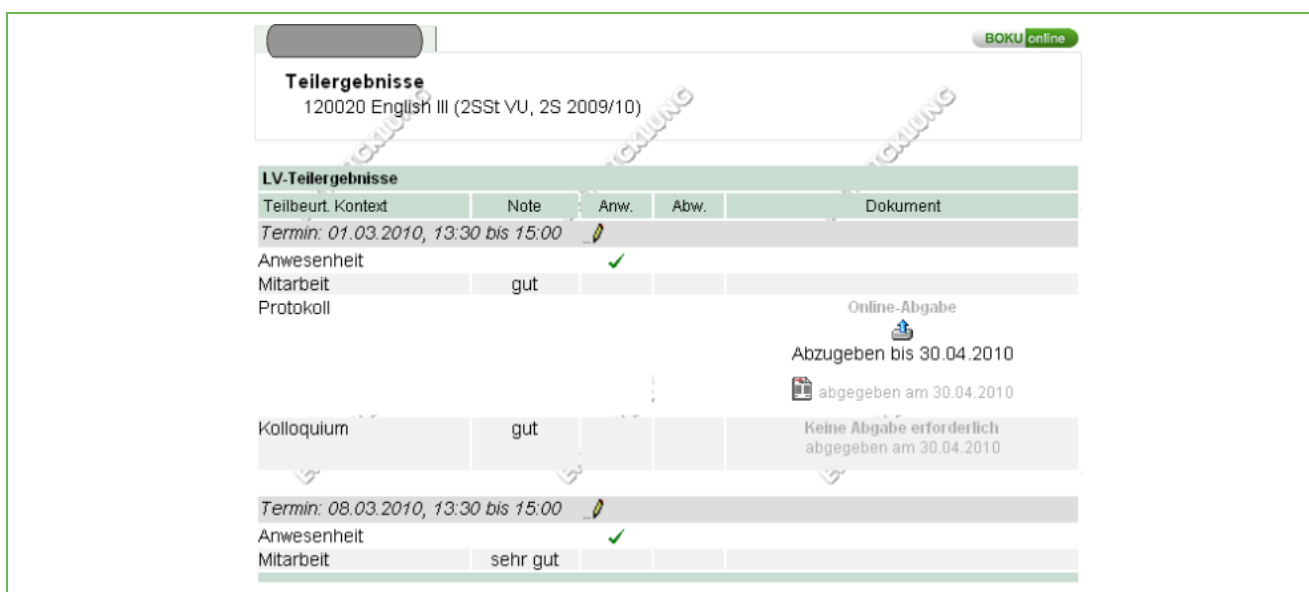 BOKU online
Teilergebnisse
120020 English III (2SSt VU, 2S 2009/10)
LV-Teilergebnisse
Teilbeurt. Kontext Note Anw. Abw. Dokument
Termin: 01.03.2010, 13:30 bis 15:00
Anwesenheit
Mitarbeit gut
Protokoll Online-Abgabe
Abzugeben bis 30.04.2010
abgegeben am 30.04.2010
Kolloquium gut Keine Abgabe erforderlich
abgegeben am 30.04.2010
Termin: 08.03.2010, 13:30 bis 15:00
Anwesenheit
Mitarbeit sehr gut